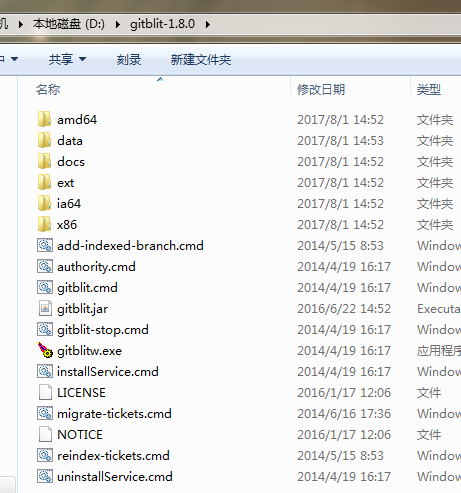 机 ▸ 本地磁盘 (D:) ▸ gitblit-1.8.0 ▸
中 ▼ 共享 ▼ 刻录 新建文件夹
名称 修改日期 类型
amd64 2017/8/1 14:52 文件夹
data 2017/8/1 14:53 文件夹
docs 2017/8/1 14:52 文件夹
ext 2017/8/1 14:52 文件夹
ia64 2017/8/1 14:52 文件夹
x86 2017/8/1 14:52 文件夹
add-indexed-branch.cmd 2014/5/15 8:53 Window
authority.cmd 2014/4/19 16:17 Window
gitblit.cmd 2014/4/19 16:17 Window
gitblit.jar 2016/6/22 14:52 Executa
gitblit-stop.cmd 2014/4/19 16:17 Window
gitblitw.exe 2014/4/19 16:17 应用程序
installService.cmd 2014/4/19 16:17 Window
LICENSE 2016/1/17 12:06 文件
migrate-tickets.cmd 2014/6/16 17:36 Window
NOTICE 2016/1/17 12:06 文件
reindex-tickets.cmd 2014/5/15 8:53 Window
uninstallService.cmd 2014/4/19 16:17 Window